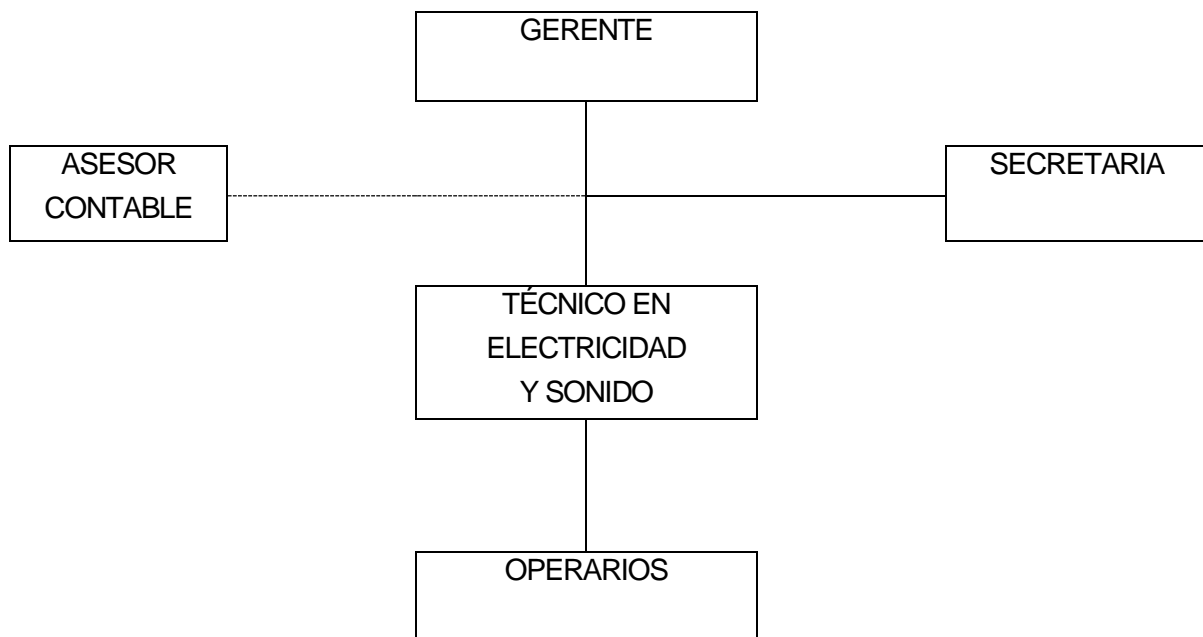 GERENTE
ASESOR
CONTABLE
SECRETARIA
TÉCNICO EN
ELECTRICIDAD
Y SONIDO
OPERARIOS